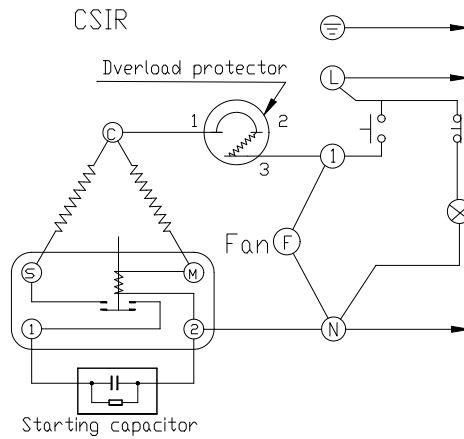 CSIR
Dverload protector
L
1
2
C
3
1
Fan
F
S
M
1
2
N
Starting capacitor